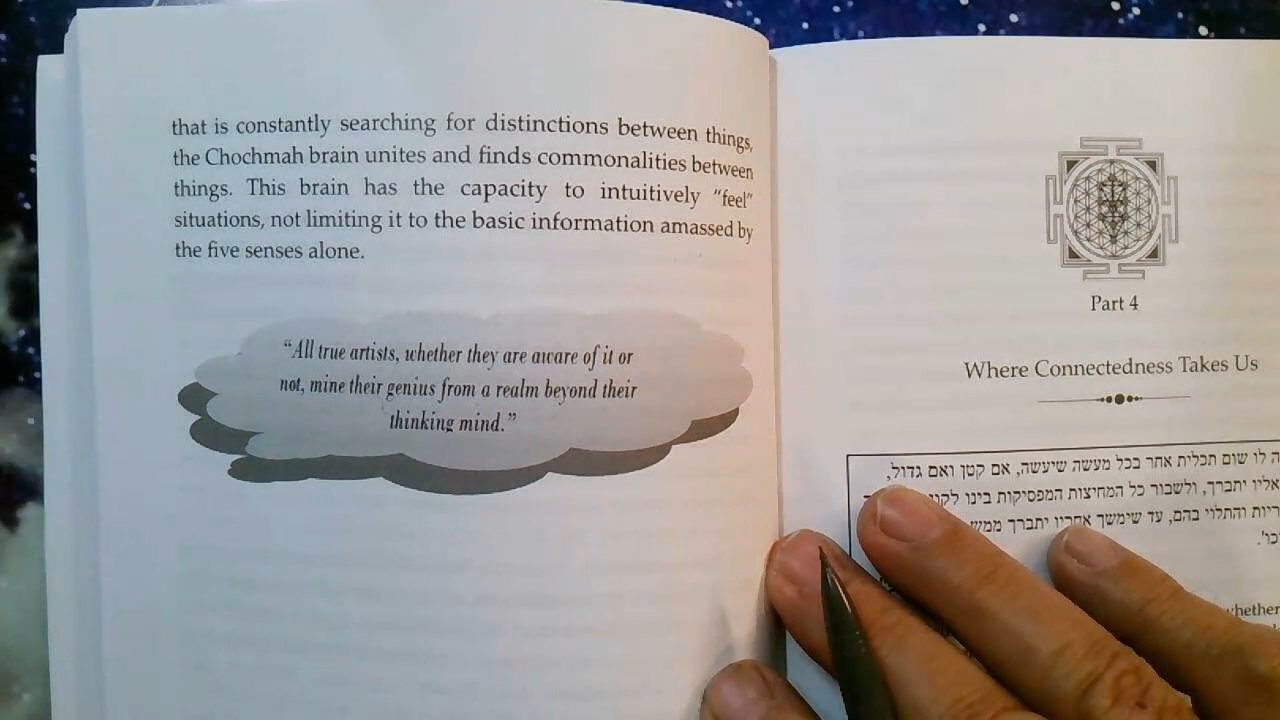 that is constantly searching for distinctions between things,
the Chochmah brain unites and finds commonalities between
things. This brain has the capacity to intuitively “feel”
situations, not limiting it to the basic information amassed by
the five senses alone.
“All true artists, whether they are aware of it or
not, mine their genius from a realm beyond their
thinking mind.”
Part 4
Where Connectedness Takes Us
לו שום תכלית אחר בכל מעשה שיעשה, אם קטן ואם גדול,
אליו יתברך, ולשבור כל המחיצות המפסיקות בינו
והתלוי בהם, עד שימשך אחריו יתברך